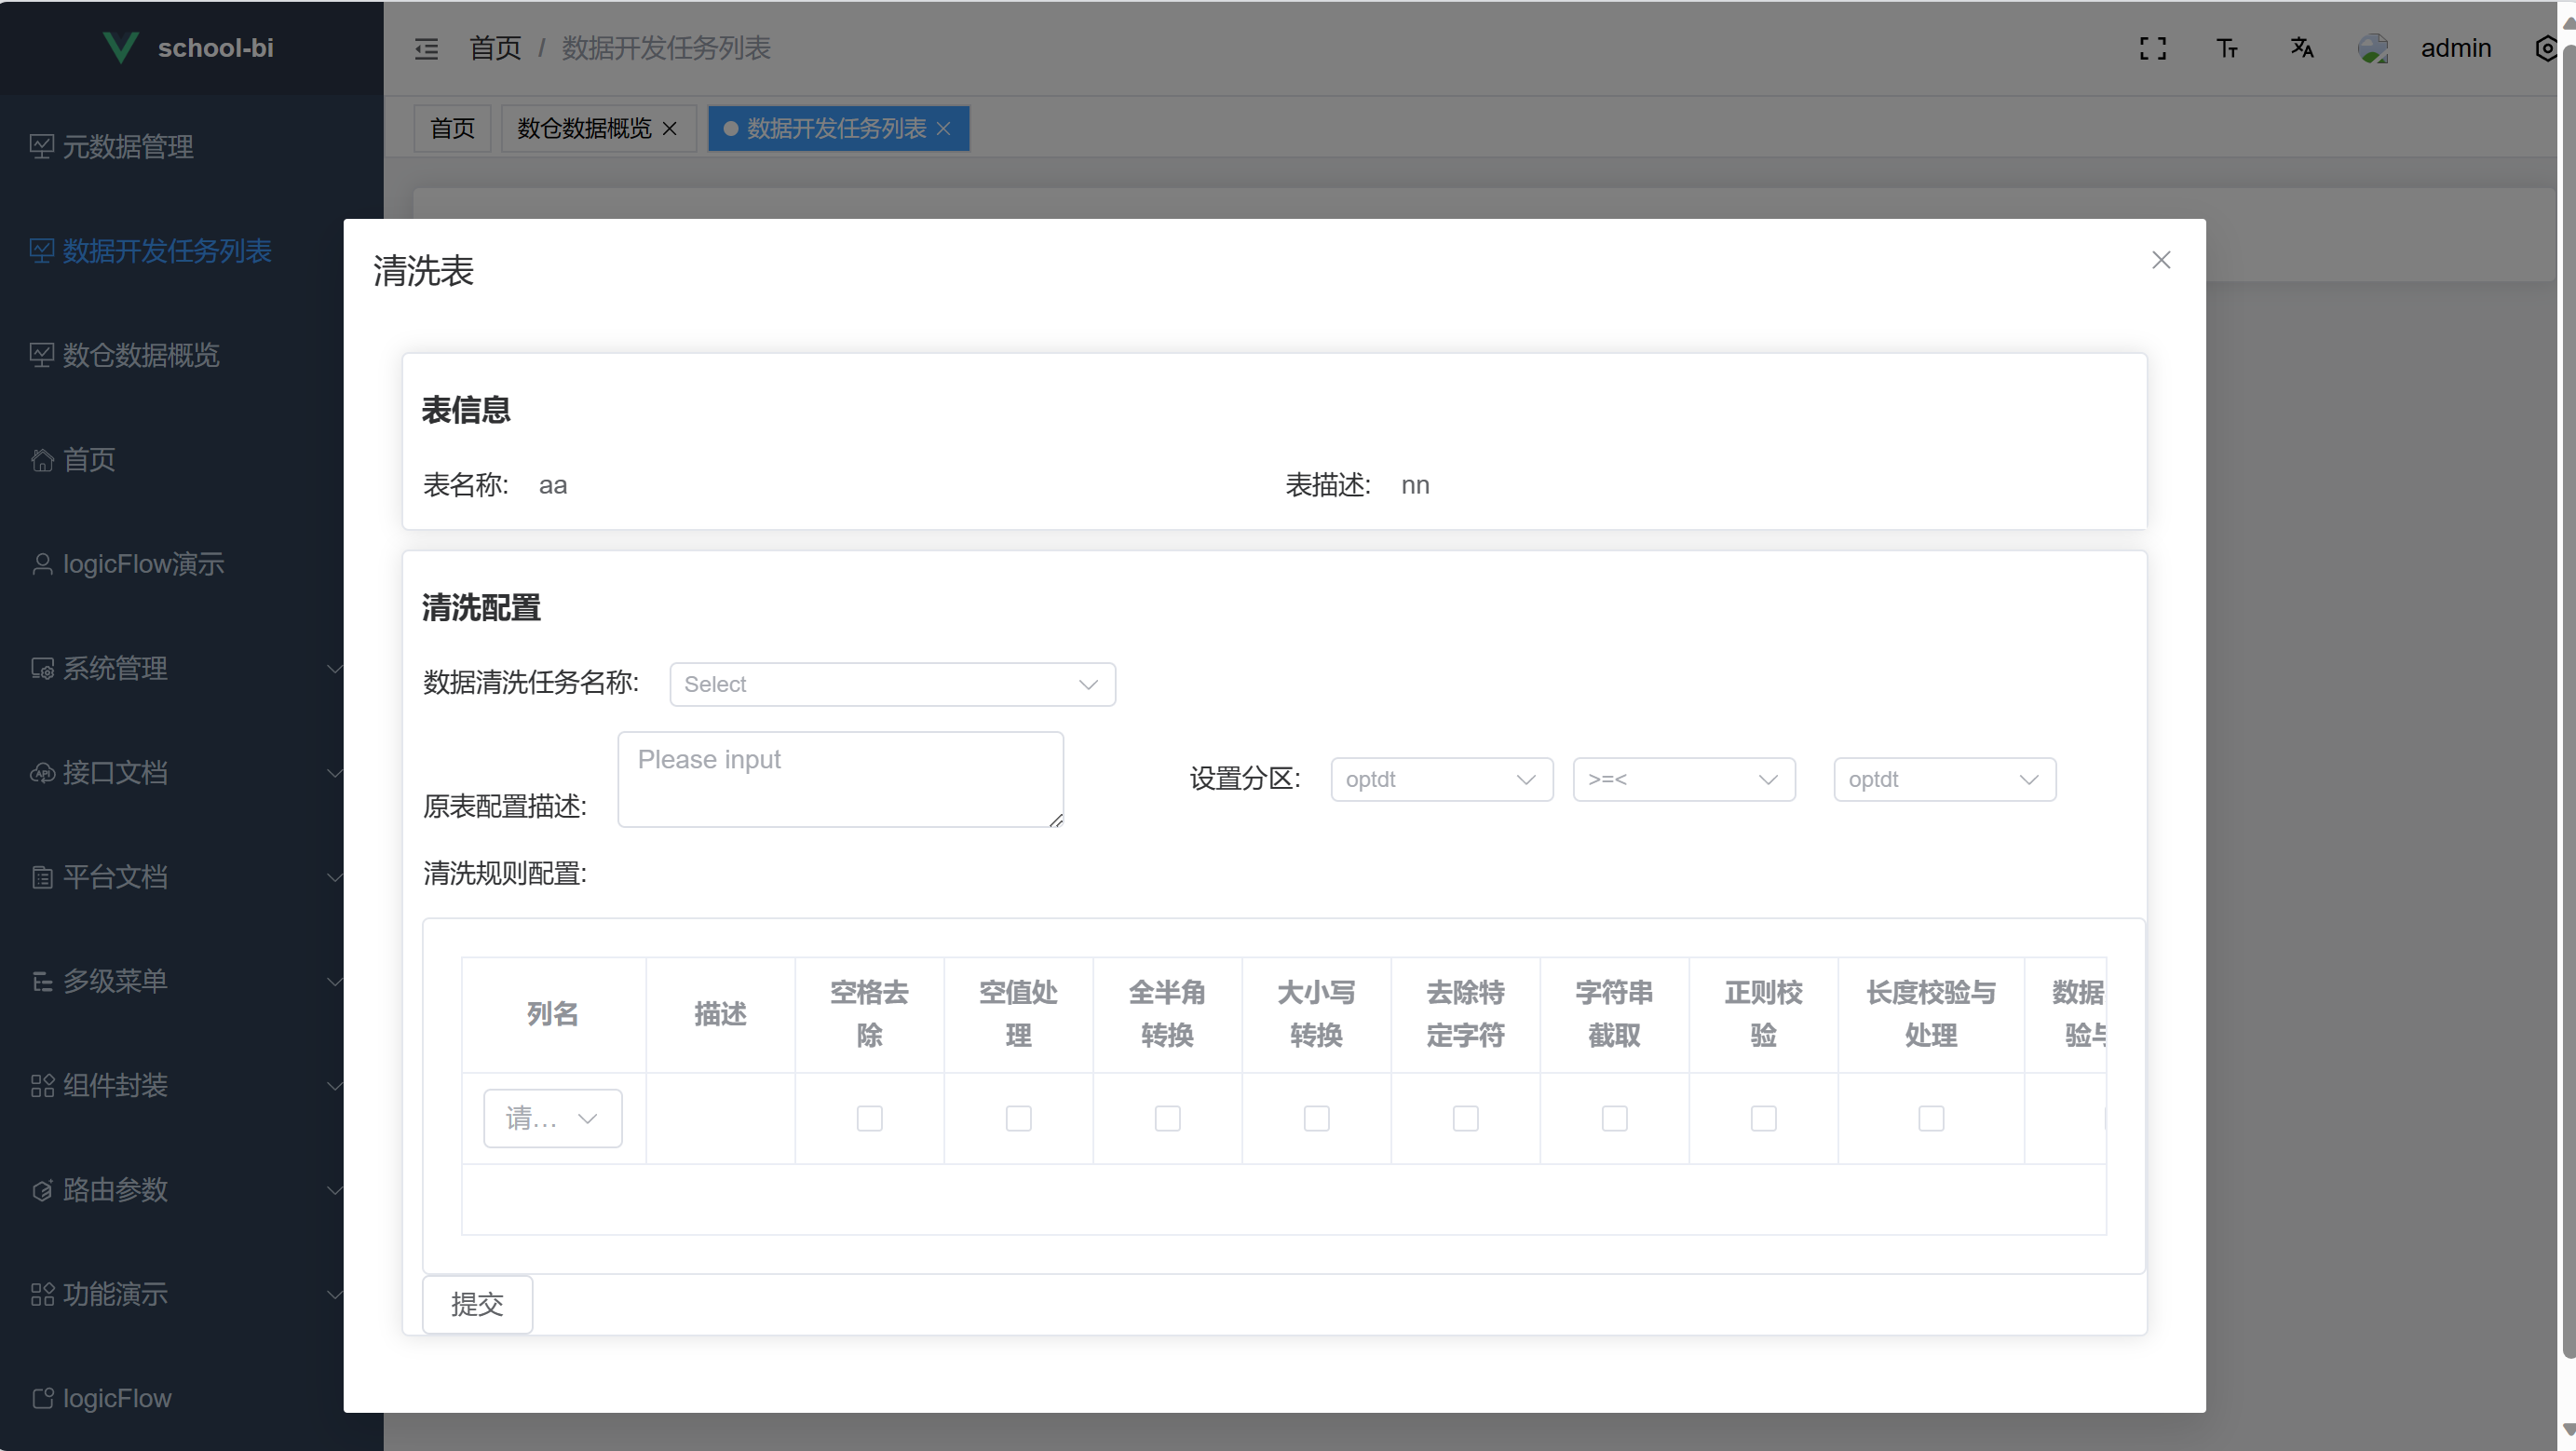 school-bi
首页 / 数据开发任务列表
admin
首页
数仓数据概览
数据开发任务列表
元数据管理
数据开发任务列表
数仓数据概览
首页
logicFlow演示
系统管理
接口文档
平台文档
多级菜单
组件封装
路由参数
功能演示
logicFlow
清洗表
表信息
表名称: aa
表描述: nn
清洗配置
数据清洗任务名称: Select
原表配置描述: Please input
设置分区: optdt >=< optdt
清洗规则配置:
列名
描述
空格去
除
空值处
理
全半角
转换
大小写
转换
去除特
定字符
字符串
截取
正则校
验
长度校验与
处理
数据
验与
请...
提交